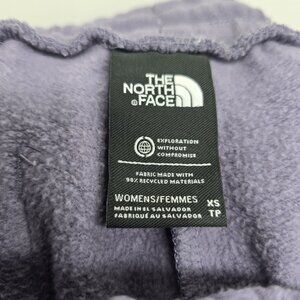 THE
NORTH
FACE
EXPLORATION
WITHOUT
COMPROMISE
FABRIC MADE WITH
90% RECYCLED MATERIALS
WOMENS/FEMMES XS
MADE IN EL SALVADOR TP
FABRIQUÉ AU SALVADOR